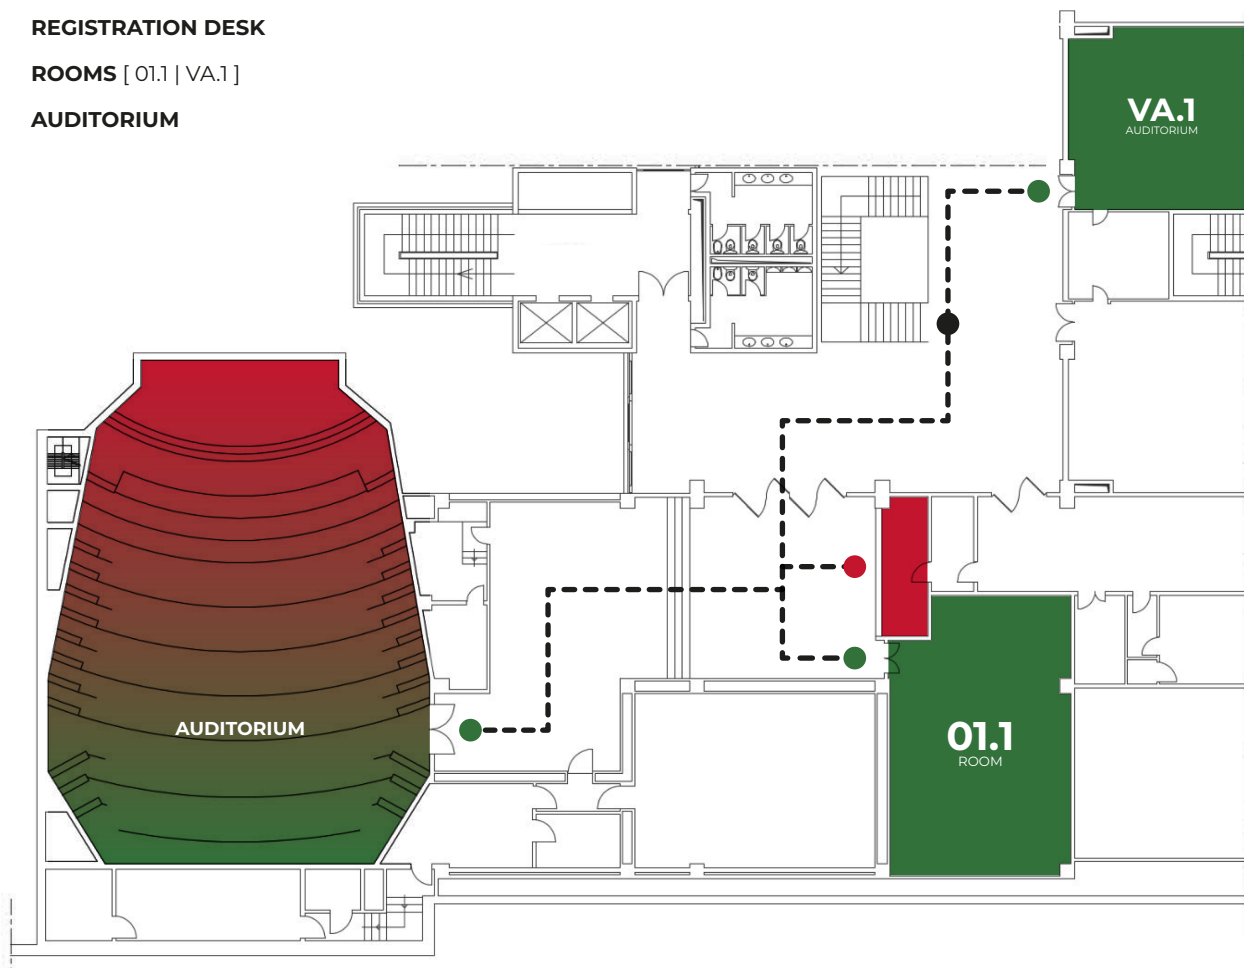 REGISTRATION DESK
ROOMS [ 01.1 | VA.1 ]
AUDITORIUM
VA.1
AUDITORIUM
AUDITORIUM
01.1
ROOM